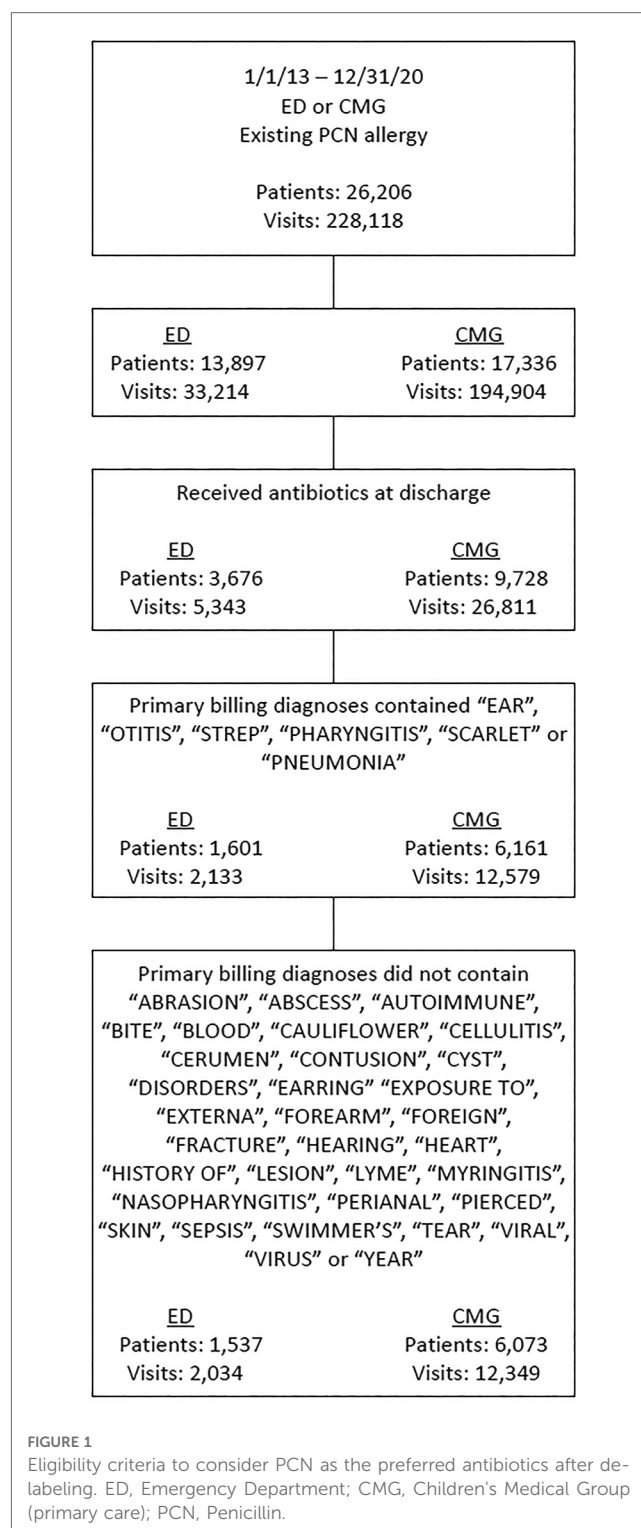 1/1/13 – 12/31/20
ED or CMG
Existing PCN allergy
Patients: 26,206
Visits: 228,118
ED
Patients: 13,897
Visits: 33,214
CMG
Patients: 17,336
Visits: 194,904
Received antibiotics at discharge
ED
Patients: 3,676
Visits: 5,343
CMG
Patients: 9,728
Visits: 26,811
Primary billing diagnoses contained “EAR”,
“OTITIS”, “STREP”, “PHARYNGITIS”, “SCARLET” or
“PNEUMONIA”
ED
Patients: 1,601
Visits: 2,133
CMG
Patients: 6,161
Visits: 12,579
Primary billing diagnoses did not contain
“ABRASION”, “ABSCESS”, “AUTOIMMUNE”,
“BITE”, “BLOOD”, “CAULIFLOWER”, “CELLULITIS”,
“CERUMEN”, “CONTUSION”, “CYST”,
“DISORDERS”, “EARRING” “EXPOSURE TO”,
“EXTERNA”, “FOREARM”, “FOREIGN”,
“FRACTURE”, “HEARING”, “HEART”,
“HISTORY OF”, “LESION”, “LYME”, “MYRINGITIS”,
“NASOPHARYNGITIS”, “PERIANAL”, “PIERCED”,
“SKIN”, “SEPSIS”, “SWIMMER’S”, “TEAR”, “VIRAL”,
“VIRUS” or “YEAR”
ED
Patients: 1,537
Visits: 2,034
CMG
Patients: 6,073
Visits: 12,349
FIGURE 1
Eligibility criteria to consider PCN as the preferred antibiotics after de-
labeling. ED, Emergency Department; CMG, Children's Medical Group
(primary care); PCN, Penicillin.